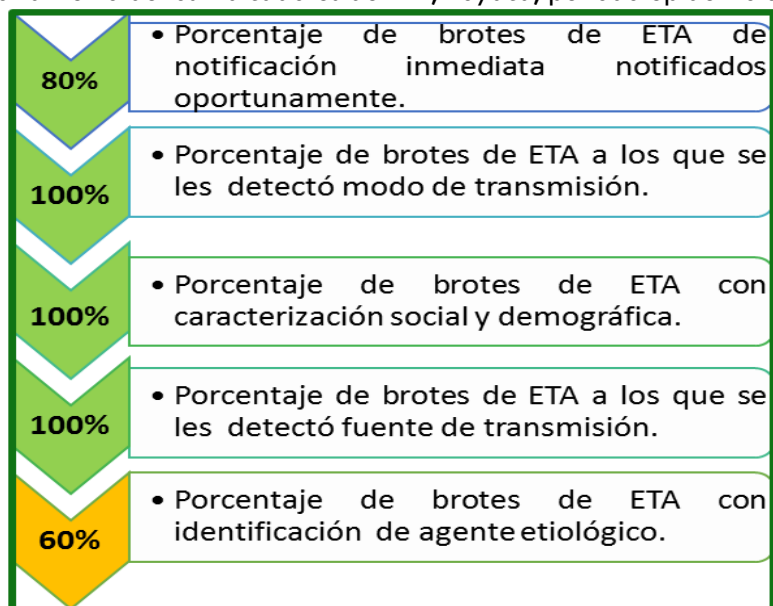 80%
• Porcentaje de brotes de ETA de
notificación inmediata notificados
oportunamente.
100%
• Porcentaje de brotes de ETA a los que se
les detectó modo de transmisión.
100%
• Porcentaje de brotes de ETA con
caracterización social y demográfica.
100%
• Porcentaje de brotes de ETA a los que se
les detectó fuente de transmisión.
60%
• Porcentaje de brotes de ETA con
identificación de agente etiológico.